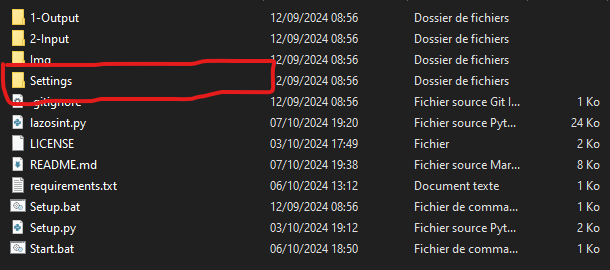 1-Output 12/09/2024 08:56 Dossier de fichiers
2-Input 12/09/2024 08:56 Dossier de fichiers
Img 12/09/2024 08:56 Dossier de fichiers
Settings 12/09/2024 08:56 Dossier de fichiers
.gitignore 12/09/2024 08:56 Fichier source Git I... 1 Ko
lazosint.py 07/10/2024 19:20 Fichier source Pyt... 24 Ko
LICENSE 03/10/2024 17:49 Fichier 2 Ko
README.md 07/10/2024 19:38 Fichier source Mar... 8 Ko
requirements.txt 06/10/2024 13:12 Document texte 1 Ko
Setup.bat 12/09/2024 08:56 Fichier de comma... 1 Ko
Setup.py 03/10/2024 19:12 Fichier source Pyt... 2 Ko
Start.bat 06/10/2024 18:50 Fichier de comma... 1 Ko